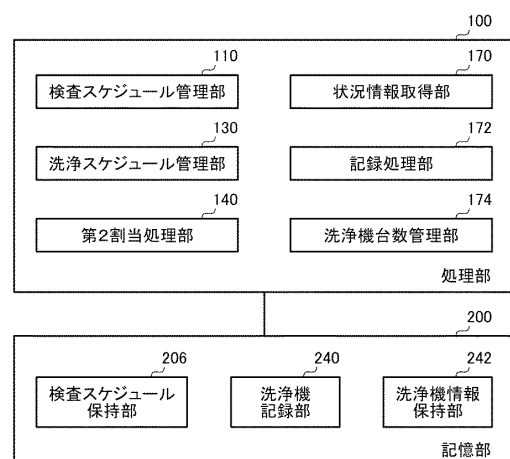 100
110
170
検査スケジュール管理部
状況情報取得部
130
172
洗浄スケジュール管理部
記録処理部
140
174
第2割当処理部
洗浄機台数管理部
処理部
200
206
240
242
検査スケジュール
保持部
洗浄機
記録部
洗浄機情報
保持部
記憶部